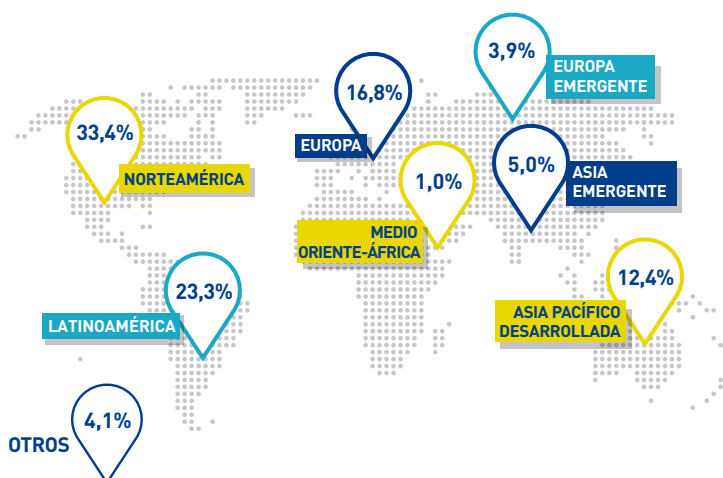 3,9%
EUROPA
EMERGENTE
16,8%
EUROPA
33,4%
NORTEAMÉRICA
5,0%
ASIA
EMERGENTE
1,0%
MEDIO
ORIENTE-ÁFRICA
23,3%
LATINOAMÉRICA
12,4%
ASIA PACÍFICO
DESARROLLADA
4,1%
OTROS